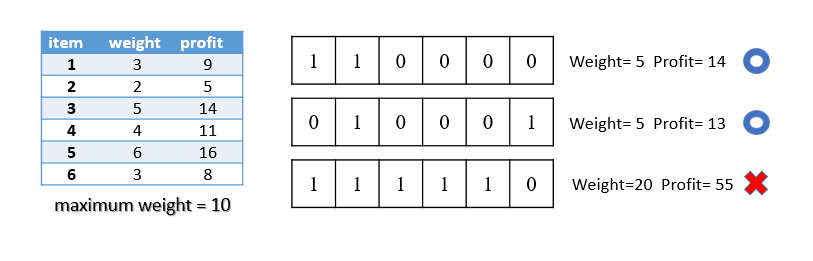 item weight profit
1 3 9
2 2 5
3 5 14
4 4 11
5 6 16
6 3 8
maximum weight = 10
1 1 0 0 0 0 Weight= 5 Profit= 14
0 1 0 0 0 1 Weight= 5 Profit= 13
1 1 1 1 1 0 Weight=20 Profit= 55